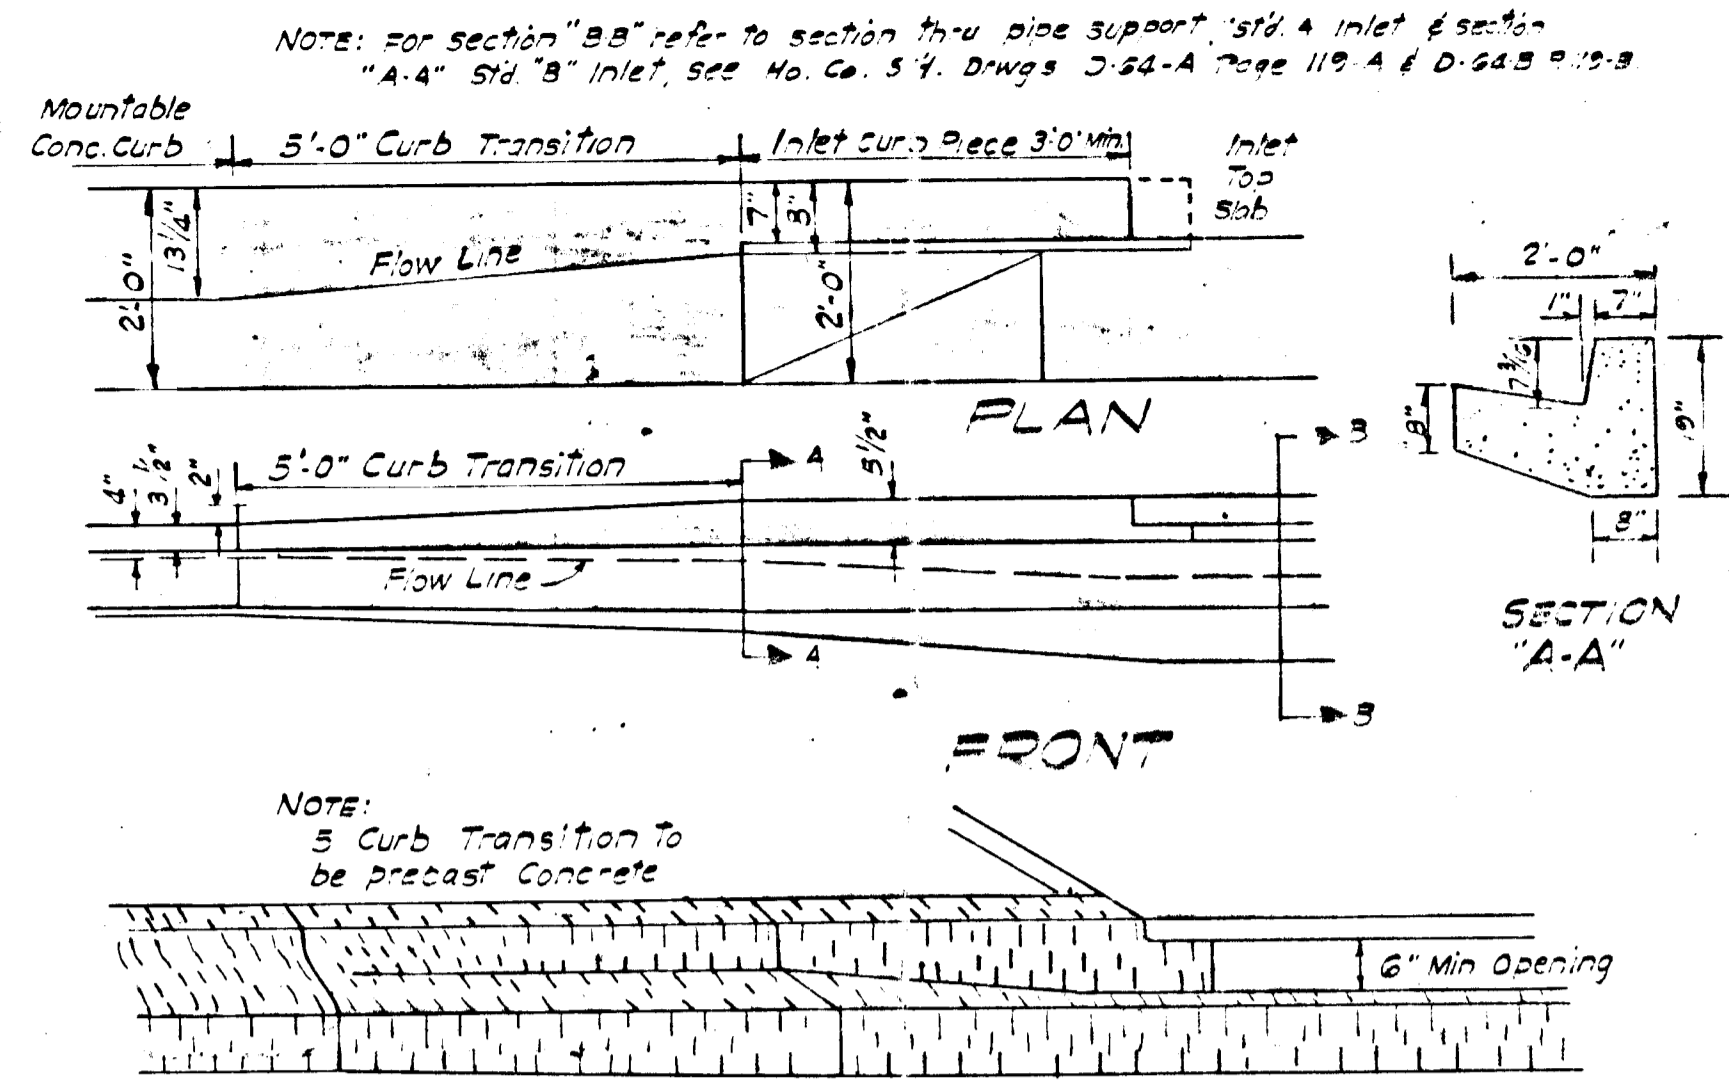 NOTE: For section "B-B" refer to section thru pipe support, std. A Inlet & section
"A-A" Std. "B" Inlet, see Ho. Co. Drwgs D-64-A Page 119-A & D-64-B
Mountable
Conc. Curb
5'-0" Curb Transition
Inlet Curb Piece 3'-0" Min.
Inlet
Top
Slab
13 1/4"
2'-0"
Flow Line
7"
8"
2'-0"
PLAN
2'-0"
1"
7"
7 3/16
8"
19"
8"
SECTION
"A-A"
4"
3 1/2"
2"
5'-0" Curb Transition
A
5 1/2"
B
Flow Line
A
B
FRONT
NOTE:
5 Curb Transition To
be precast Concrete
6" Min Opening